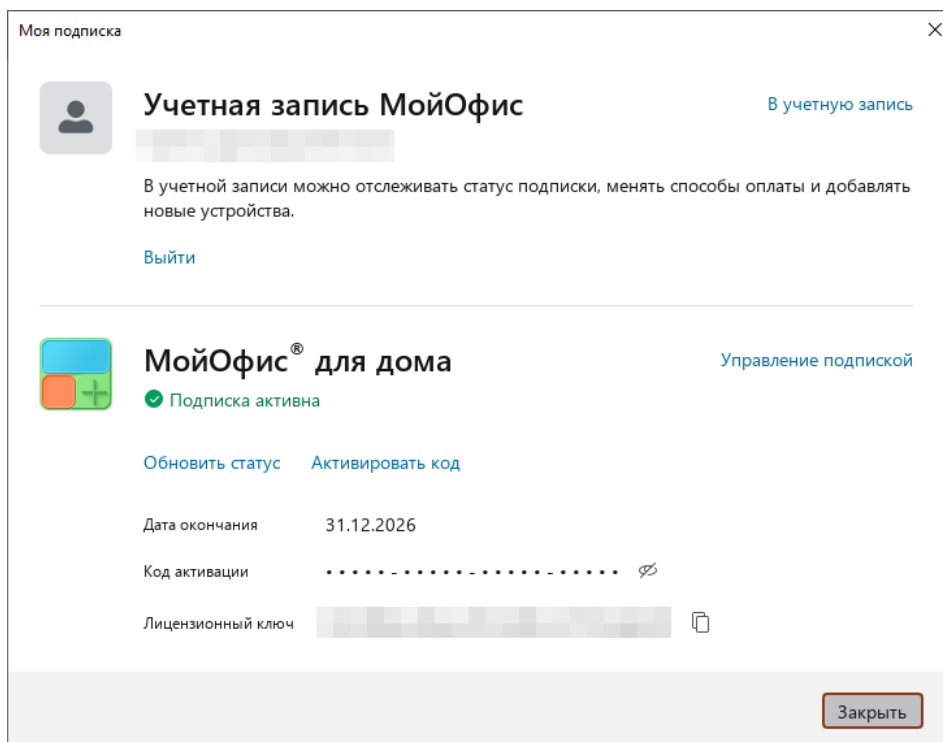 Моя подписка
Учетная запись МойОфис
В учетную запись
В учетной записи можно отслеживать статус подписки, менять способы оплаты и добавлять
новые устройства.
Выйти
МойОфис® для дома
Управление подпиской
Подписка активна
Обновить статус Активировать код
Дата окончания 31.12.2026
Код активации •••••-•••••-•••••-•••••
Лицензионный ключ
Закрыть